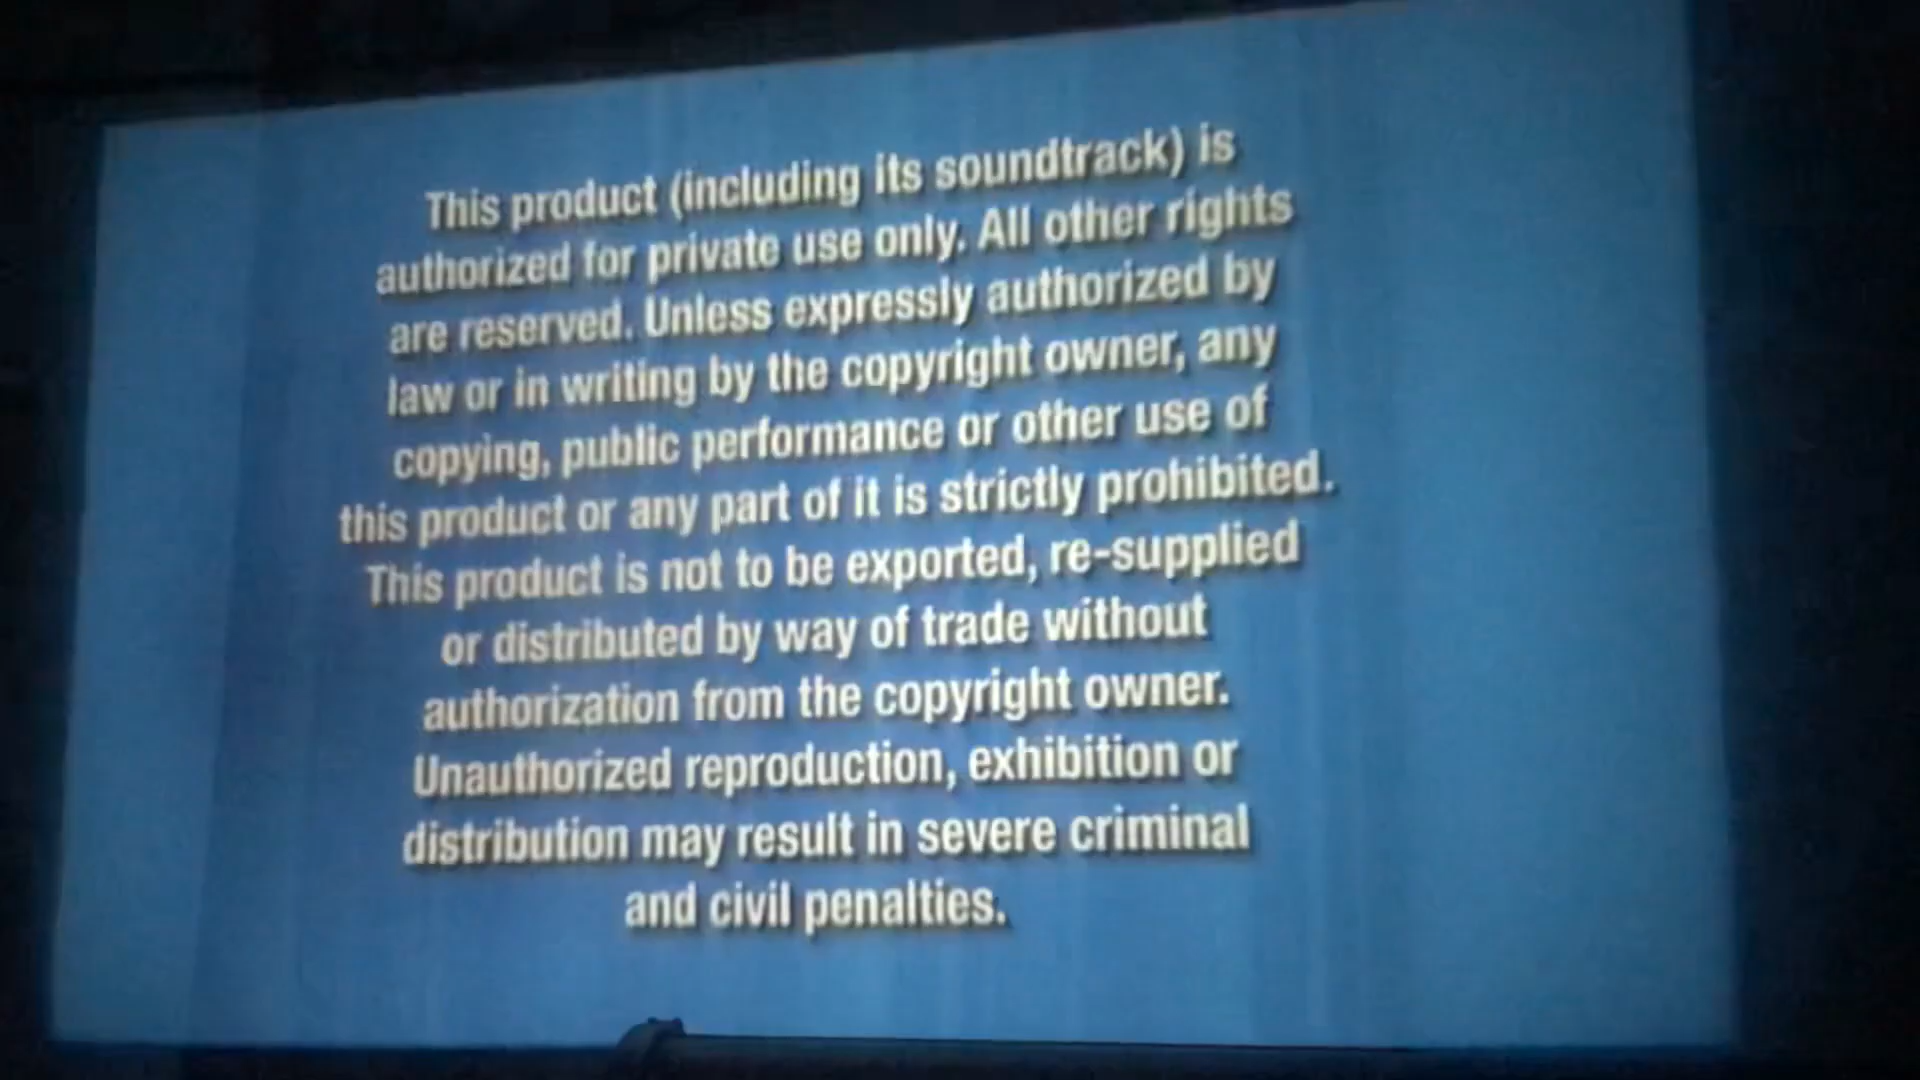 This product (including its soundtrack) is
authorized for private use only. All other rights
are reserved. Unless expressly authorized by
law or in writing by the copyright owner, any
copying, public performance or other use of
this product or any part of it is strictly prohibited.
This product is not to be exported, re-supplied
or distributed by way of trade without
authorization from the copyright owner.
Unauthorized reproduction, exhibition or
distribution may result in severe criminal
and civil penalties.